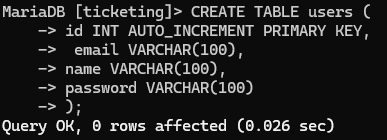 MariaDB [ticketing]> CREATE TABLE users (
    -> id INT AUTO_INCREMENT PRIMARY KEY,
    ->  email VARCHAR(100),
    -> name VARCHAR(100),
    -> password VARCHAR(100)
    -> );
Query OK, 0 rows affected (0.026 sec)